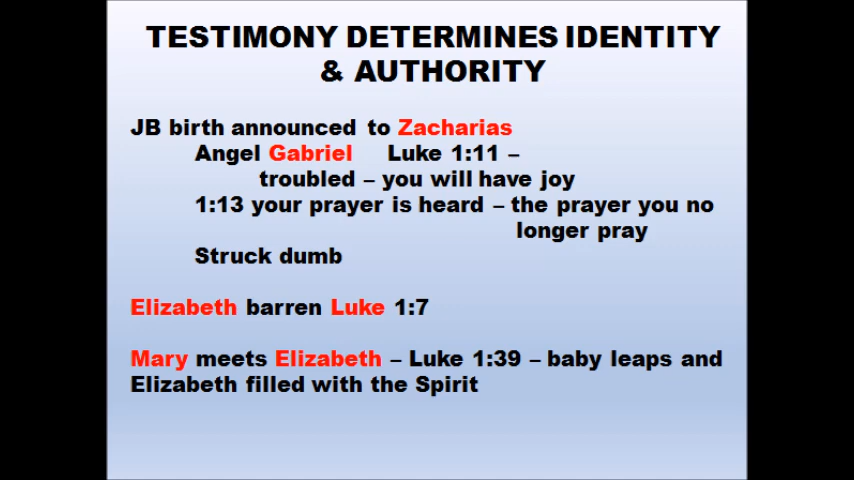 TESTIMONY DETERMINES IDENTITY
& AUTHORITY
JB birth announced to Zacharias
Angel Gabriel Luke 1:11 –
troubled – you will have joy
1:13 your prayer is heard – the prayer you no
longer pray
Struck dumb
Elizabeth barren Luke 1:7
Mary meets Elizabeth – Luke 1:39 – baby leaps and
Elizabeth filled with the Spirit